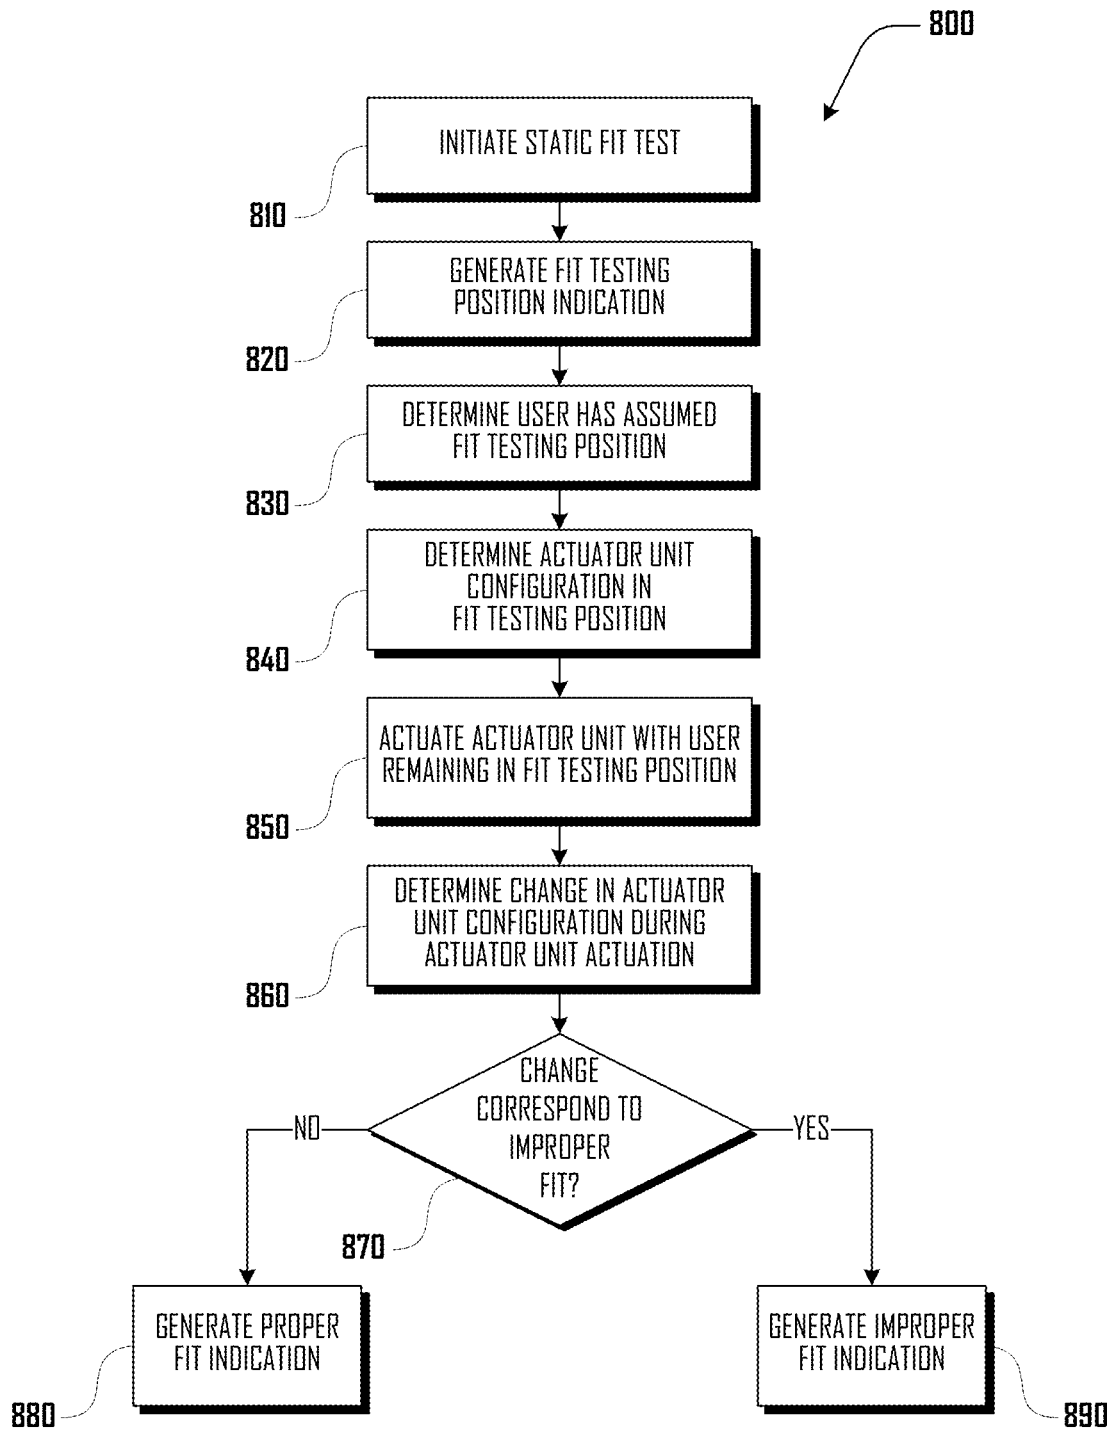 800
INITIATE STATIC FIT TEST
810
GENERATE FIT TESTING
POSITION INDICATION
820
DETERMINE USER HAS ASSUMED
FIT TESTING POSITION
830
DETERMINE ACTUATOR UNIT
CONFIGURATION IN
FIT TESTING POSITION
840
ACTUATE ACTUATOR UNIT WITH USER
REMAINING IN FIT TESTING POSITION
850
DETERMINE CHANGE IN ACTUATOR
UNIT CONFIGURATION DURING
ACTUATOR UNIT ACTUATION
860
CHANGE
CORRESPOND TO
IMPROPER
FIT?
NO
YES
870
GENERATE PROPER
FIT INDICATION
880
GENERATE IMPROPER
FIT INDICATION
890